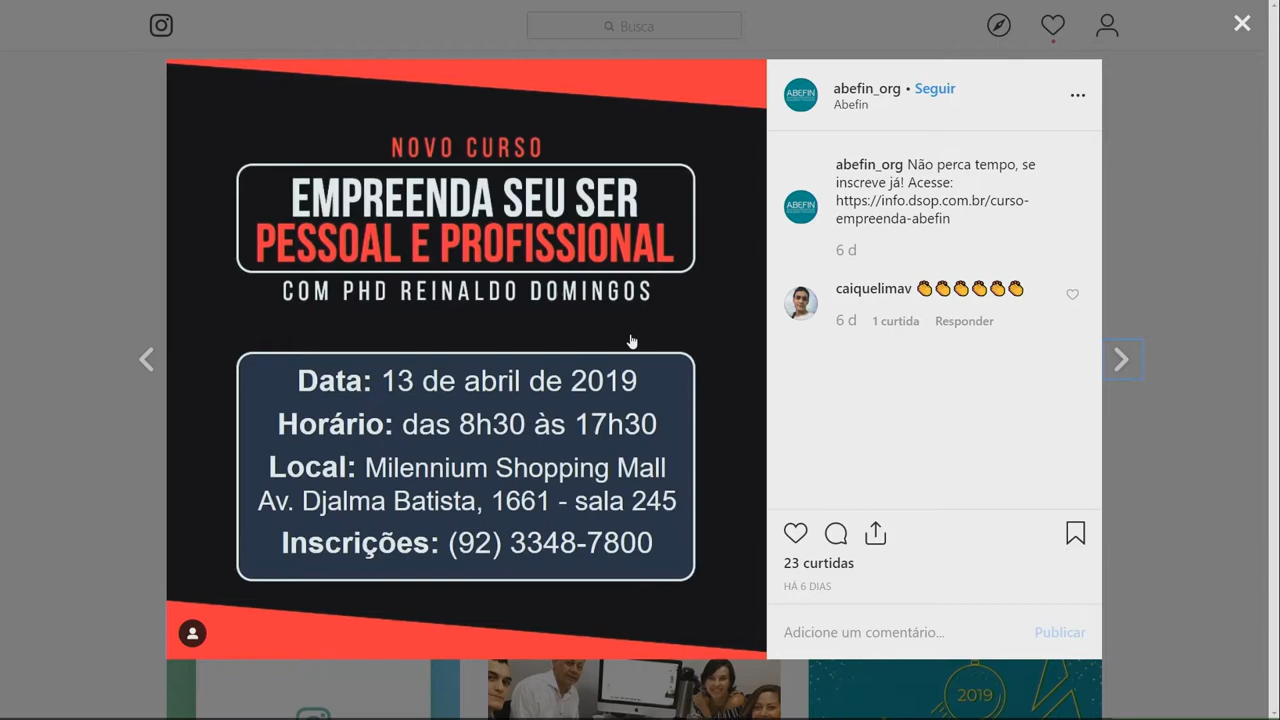 Busca
NOVO CURSO
EMPREENDA SEU SER
PESSOAL E PROFISSIONAL
COM PHD REINALDO DOMINGOS
Data: 13 de abril de 2019
Horário: das 8h30 às 17h30
Local: Milennium Shopping Mall
Av. Djalma Batista, 1661 - sala 245
Inscrições: (92) 3348-7800
ABEFIN
abefin_org • Seguir
Abefin
ABEFIN
abefin_org Não perca tempo, se
inscreve já! Acesse:
https://info.dsop.com.br/curso-
empreenda-abefin
6 d
caiquelimav 👏👏👏👏👏👏
6 d 1 curtida Responder
23 curtidas
HÁ 6 DIAS
Adicione um comentário... Publicar
2019